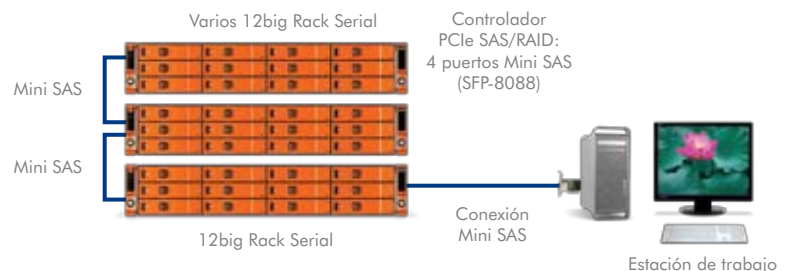 Varios 12big Rack Serial
Controlador
PCIe SAS/RAID:
4 puertos Mini SAS
(SFP-8088)
Mini SAS
Mini SAS
12big Rack Serial
Conexión
Mini SAS
Estación de trabajo